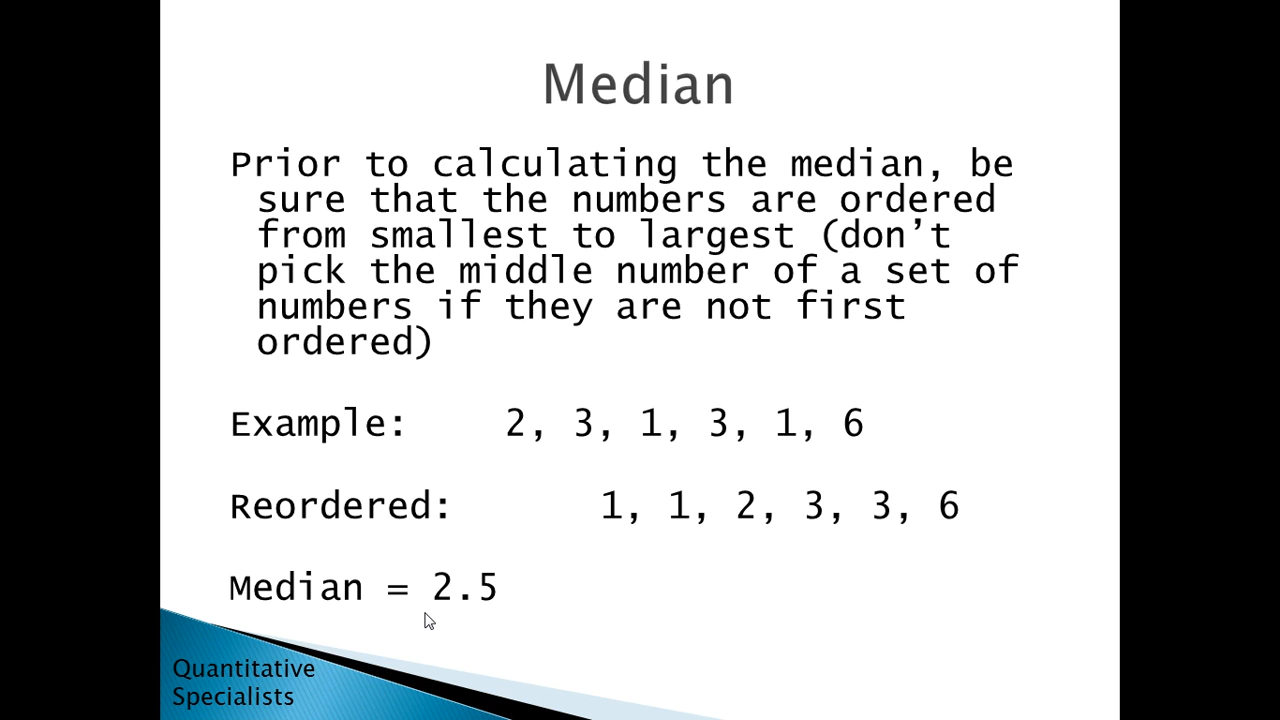 Median
Prior to calculating the median, be
sure that the numbers are ordered
from smallest to largest (don’t
pick the middle number of a set of
numbers if they are not first
ordered)
Example: 2, 3, 1, 3, 1, 6
Reordered: 1, 1, 2, 3, 3, 6
Median = 2.5
Quantitative
Specialists